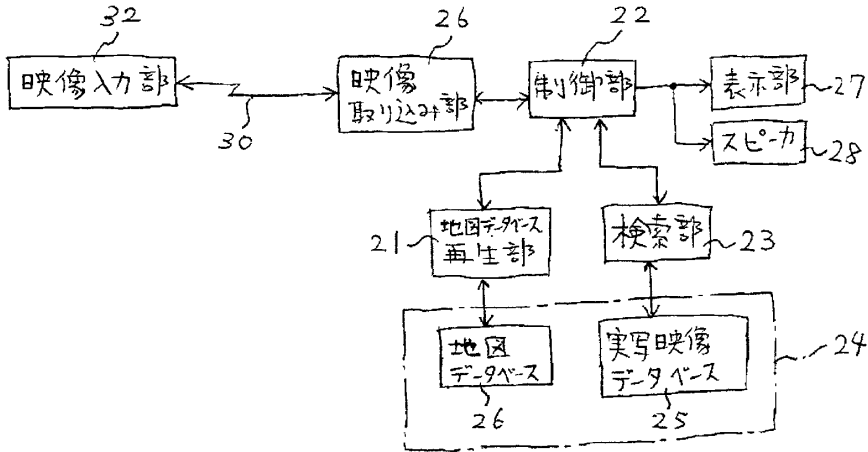 32
26
22
映像入力部
映像
取り込み部
制御部
表示部
27
30
スピーカ
28
21
地図データベース
再生部
検索部
23
地図
データベース
26
実写映像
データベース
25
24